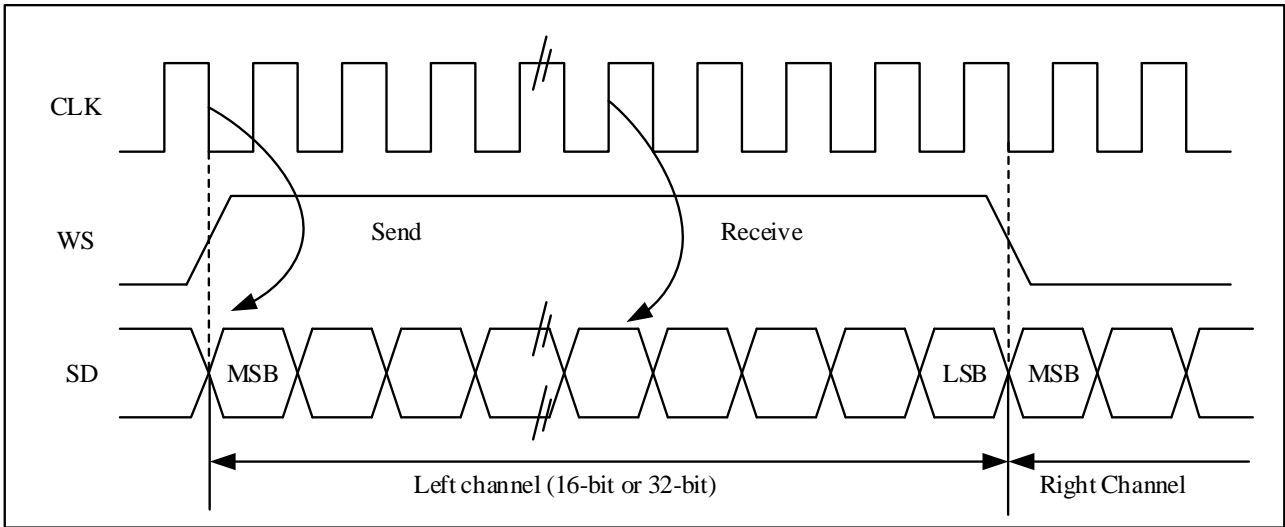 CLK
WS
Send
Receive
SD
MSB
LSB
MSB
Left channel (16-bit or 32-bit)
Right Channel